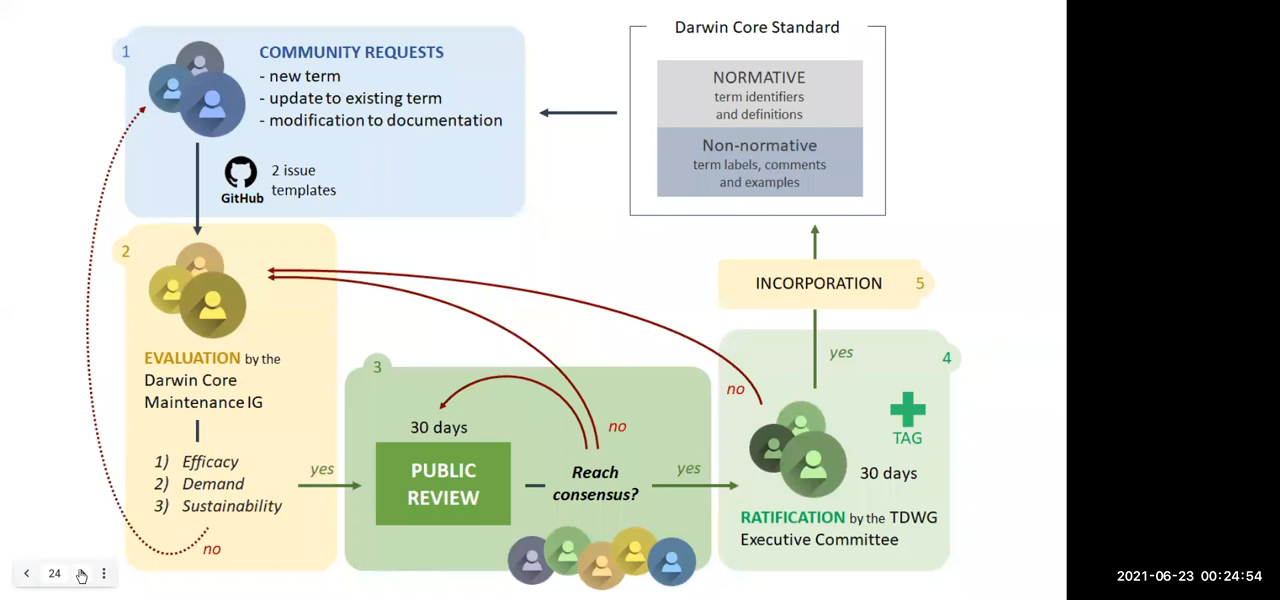 1
COMMUNITY REQUESTS
- new term
- update to existing term
- modification to documentation
GitHub
2 issue
templates
Darwin Core Standard
NORMATIVE
term identifiers
and definitions
Non-normative
term labels, comments
and examples
2
EVALUATION by the
Darwin Core
Maintenance IG
1) Efficacy
2) Demand
3) Sustainability
no
yes
3
30 days
PUBLIC
REVIEW
Reach
consensus?
no
yes
4
no
yes
TAG
30 days
RATIFICATION by the TDWG
Executive Committee
INCORPORATION 5
24
2021-06-23 00:24:54